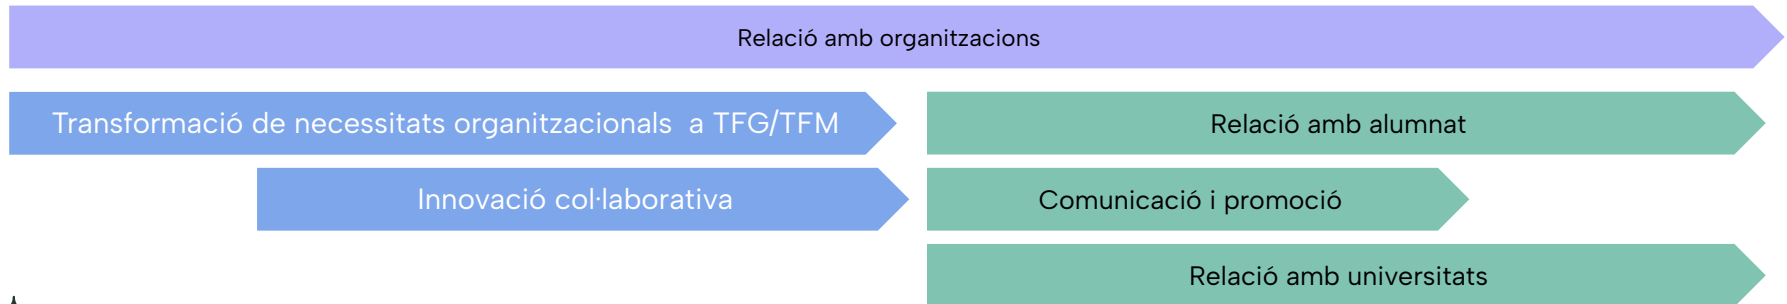 Relació amb organitzacions
Transformació de necessitats organitzacionals  a TFG/TFM
Relació amb alumnat
Innovació col·laborativa
Comunicació i promoció
Relació amb universitats